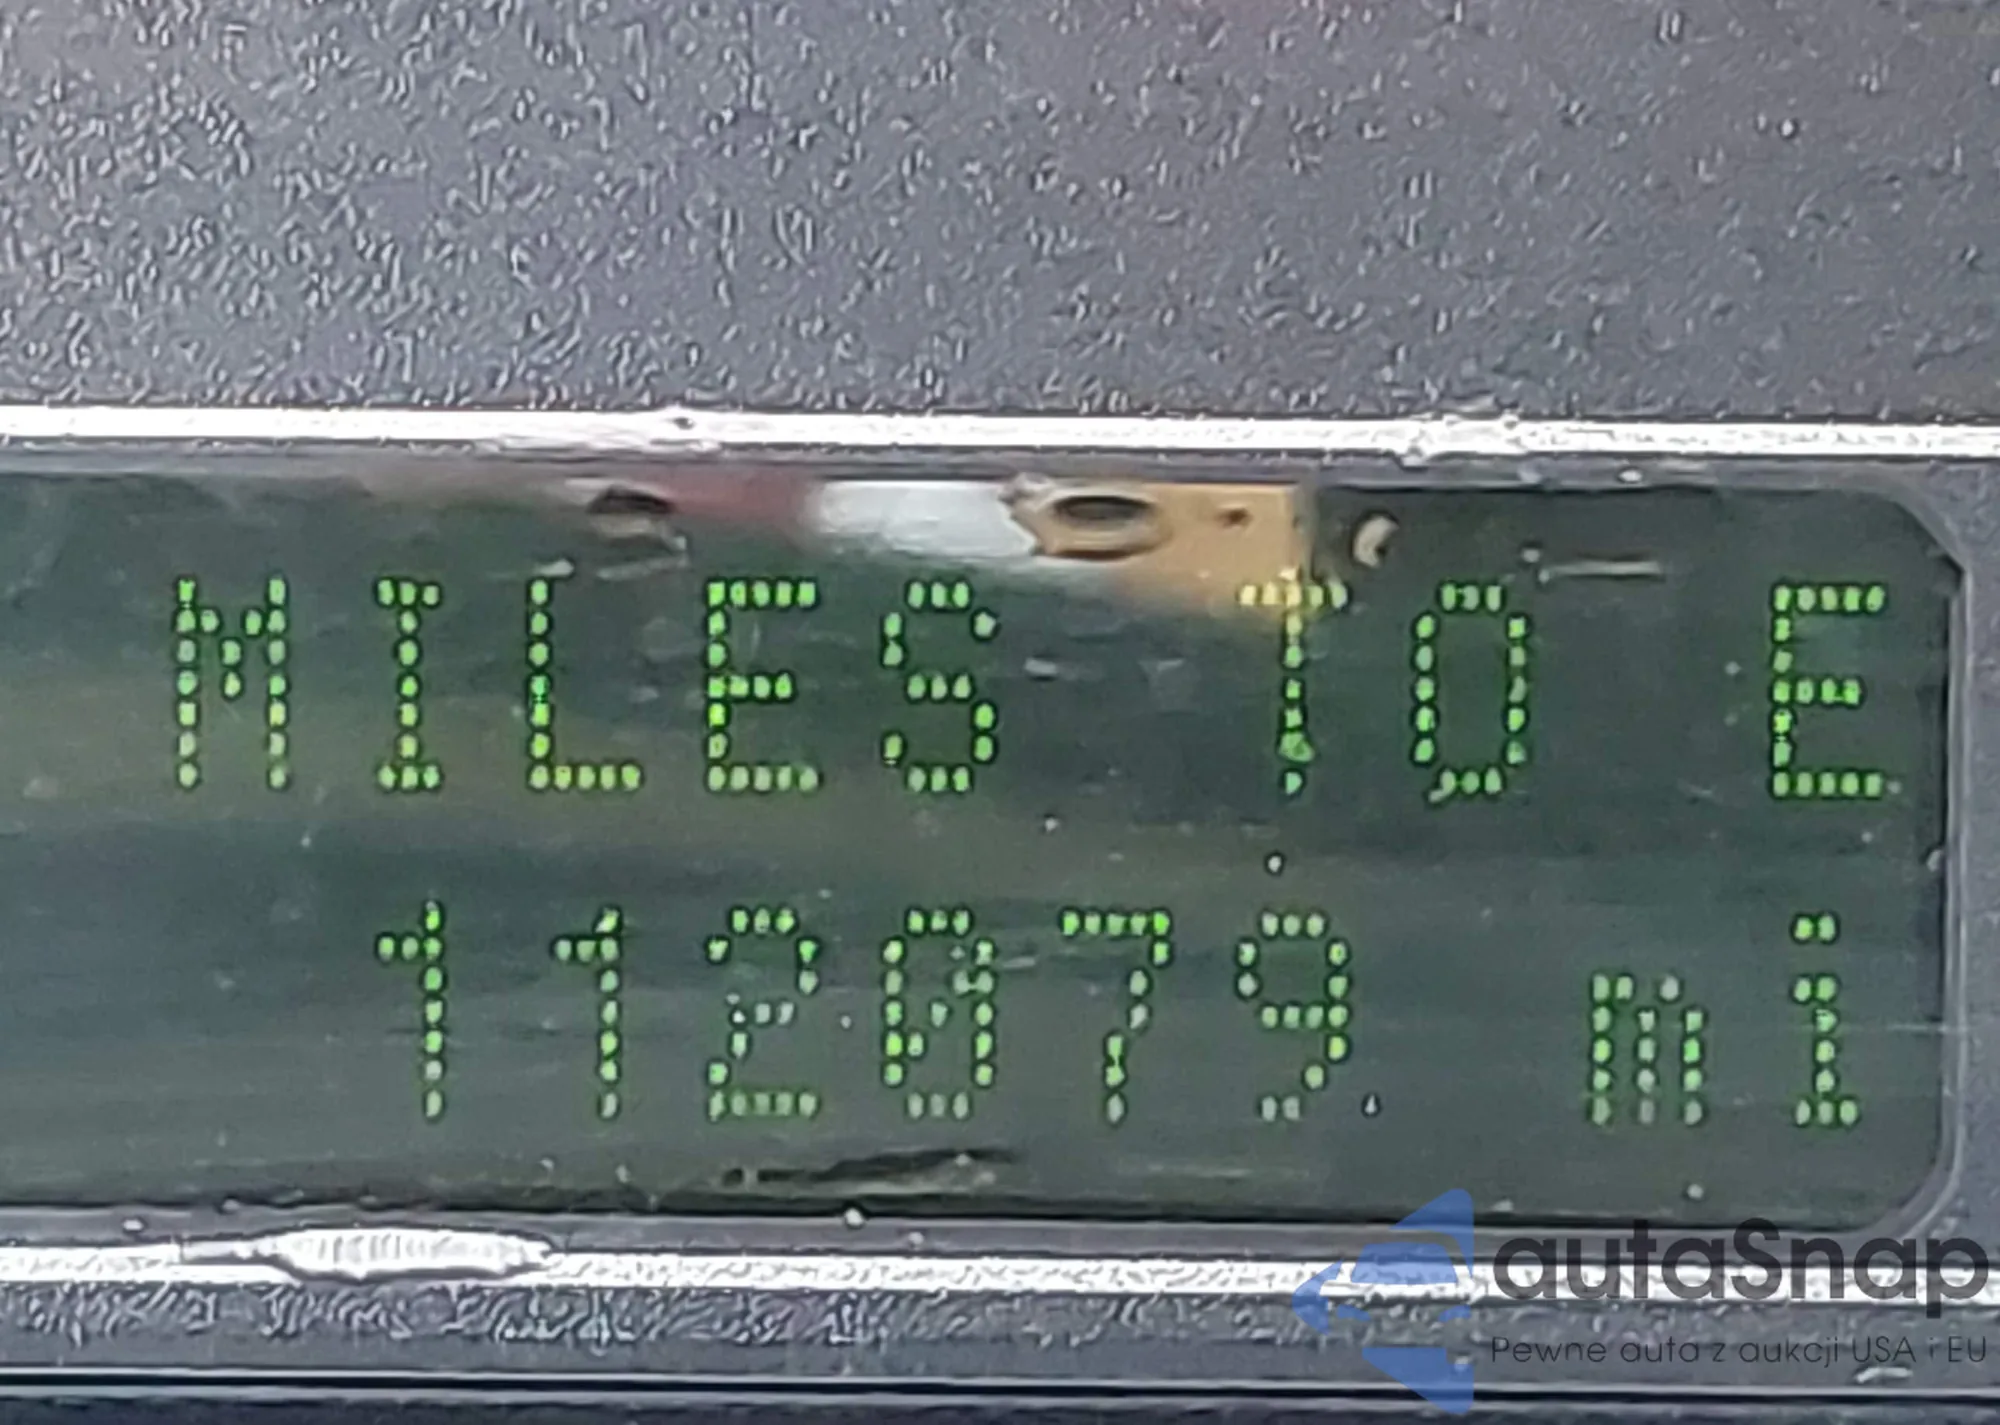 MILES TO E
112079 mi
autaSnap
Pewne auta z aukcji USA i EU